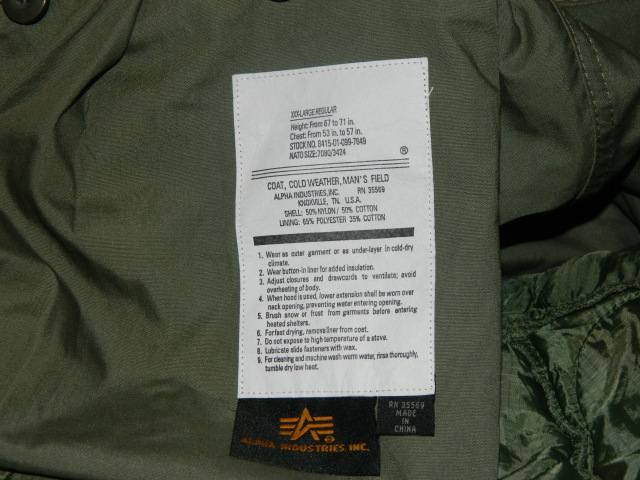 XXX-LARGE REGULAR
Height: From 67 to 71 in.
Chest: From 53 in. to 57 in.
STOCK NO. 8415-01-099-7849
NATO SIZE: 7080/3424
®
COAT, COLD WEATHER, MAN'S FIELD
ALPHA INDUSTRIES, INC. RN 35569
KNOXVILLE, TN. U.S.A.
SHELL: 50% NYLON / 50% COTTON
LINING: 65% POLYESTER 35% COTTON
1. Wear as outer garment or as under-layer in cold-dry
climate.
2. Wear button-in liner for added insulation.
3. Adjust closures and drawcords to ventilate; avoid
overheating of body.
4. When hood is used, lower extension shall be worn over
neck opening, preventing water entering opening.
5. Brush snow or frost from garments before entering
heated shelters.
6. For fast drying, remove liner from coat.
7. Do not expose to high temperature of a stove.
8. Lubricate slide fasteners with wax.
9. For cleaning and machine wash warm water, rinse thoroughly,
tumble dry low heat.
RN 35569
MADE
IN
CHINA
ALPHA INDUSTRIES INC.